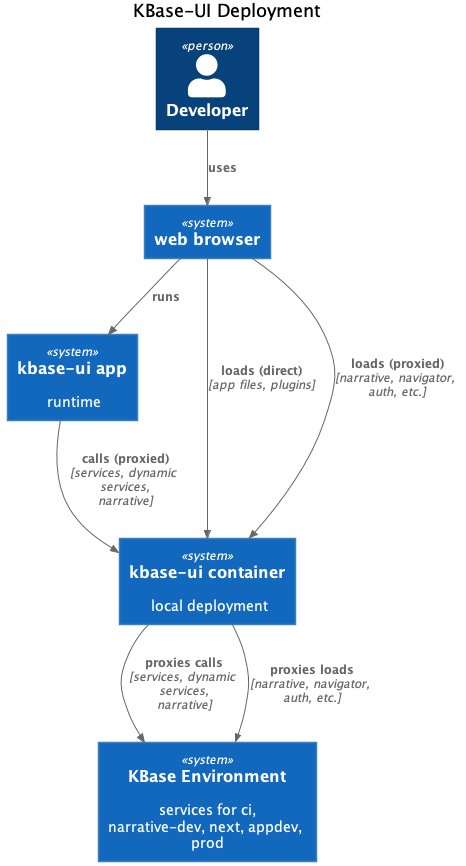 KBase-UI Deployment
«person»
Developer
uses
«system»
web browser
runs
«system»
kbase-ui app
runtime
loads (direct)
[app files, plugins]
loads (proxied)
[narrative, navigator,
auth, etc.]
calls (proxied)
[services, dynamic
services,
narrative]
«system»
kbase-ui container
local deployment
proxies calls
[services, dynamic
services,
narrative]
proxies loads
[narrative, navigator,
auth, etc.]
«system»
KBase Environment
services for ci,
narrative-dev, next, appdev,
prod